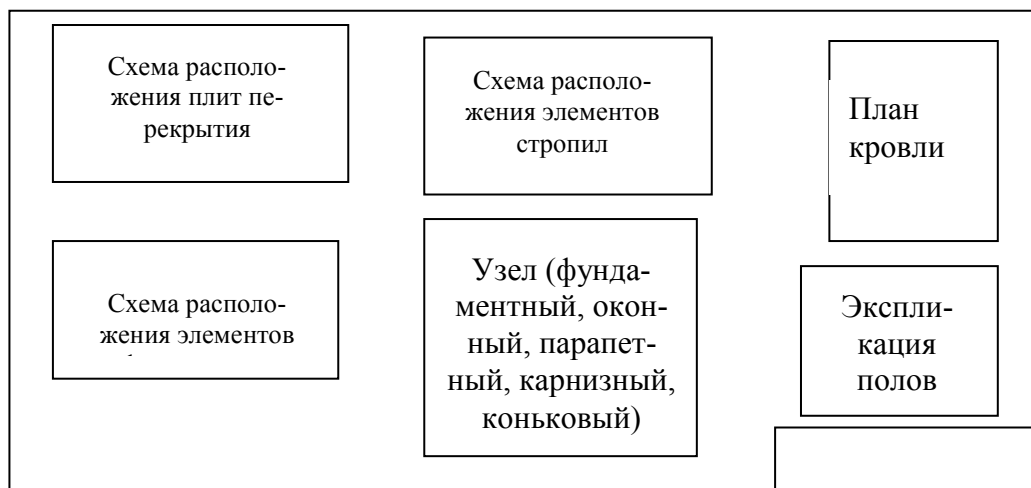 Схема располо-
жения плит пе-
рекрытия
Схема располо-
жения элементов
стропил
План
кровли
Схема располо-
жения элементов
Узел (фунда-
ментный, окон-
ный, парапет-
ный, карнизный,
коньковый)
Экспли-
кация
полов